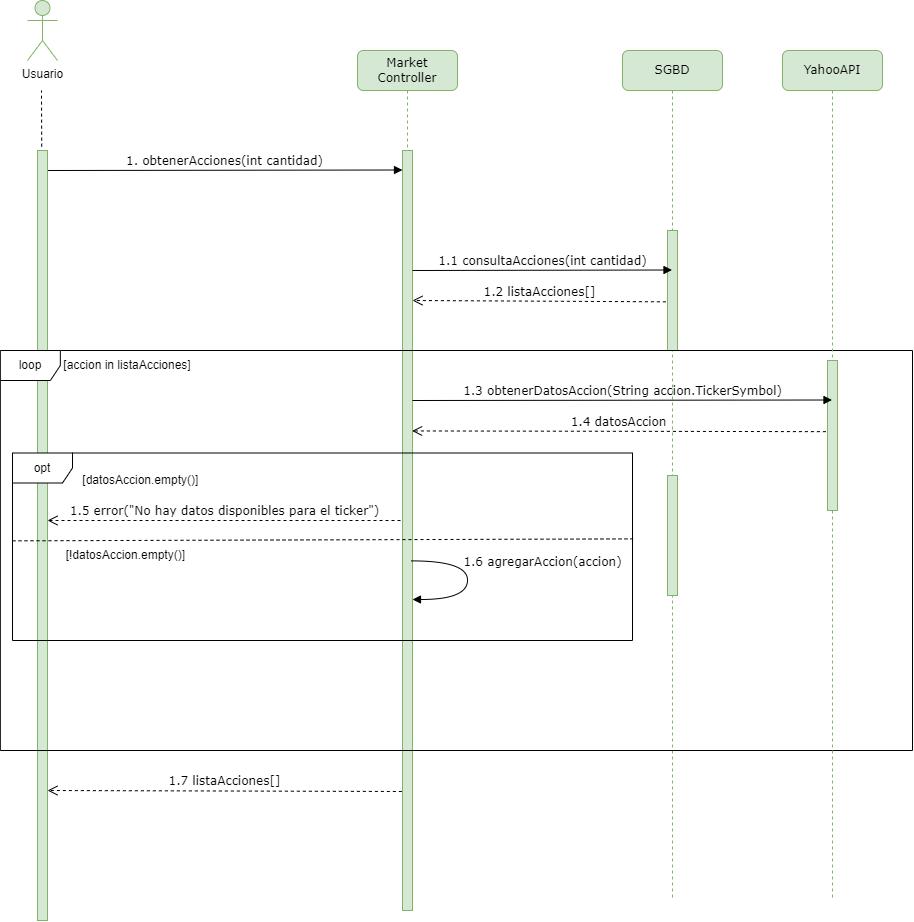 Usuario
Market
Controller
SGBD
YahooAPI
1. obtenerAcciones(int cantidad)
1.1 consultaAcciones(int cantidad)
1.2 listaAcciones[]
loop
[accion in listaAcciones]
1.3 obtenerDatosAccion(String accion.TickerSymbol)
1.4 datosAccion
opt
[datosAccion.empty()]
1.5 error("No hay datos disponibles para el ticker")
[!datosAccion.empty()]
1.6 agregarAccion(accion)
1.7 listaAcciones[]